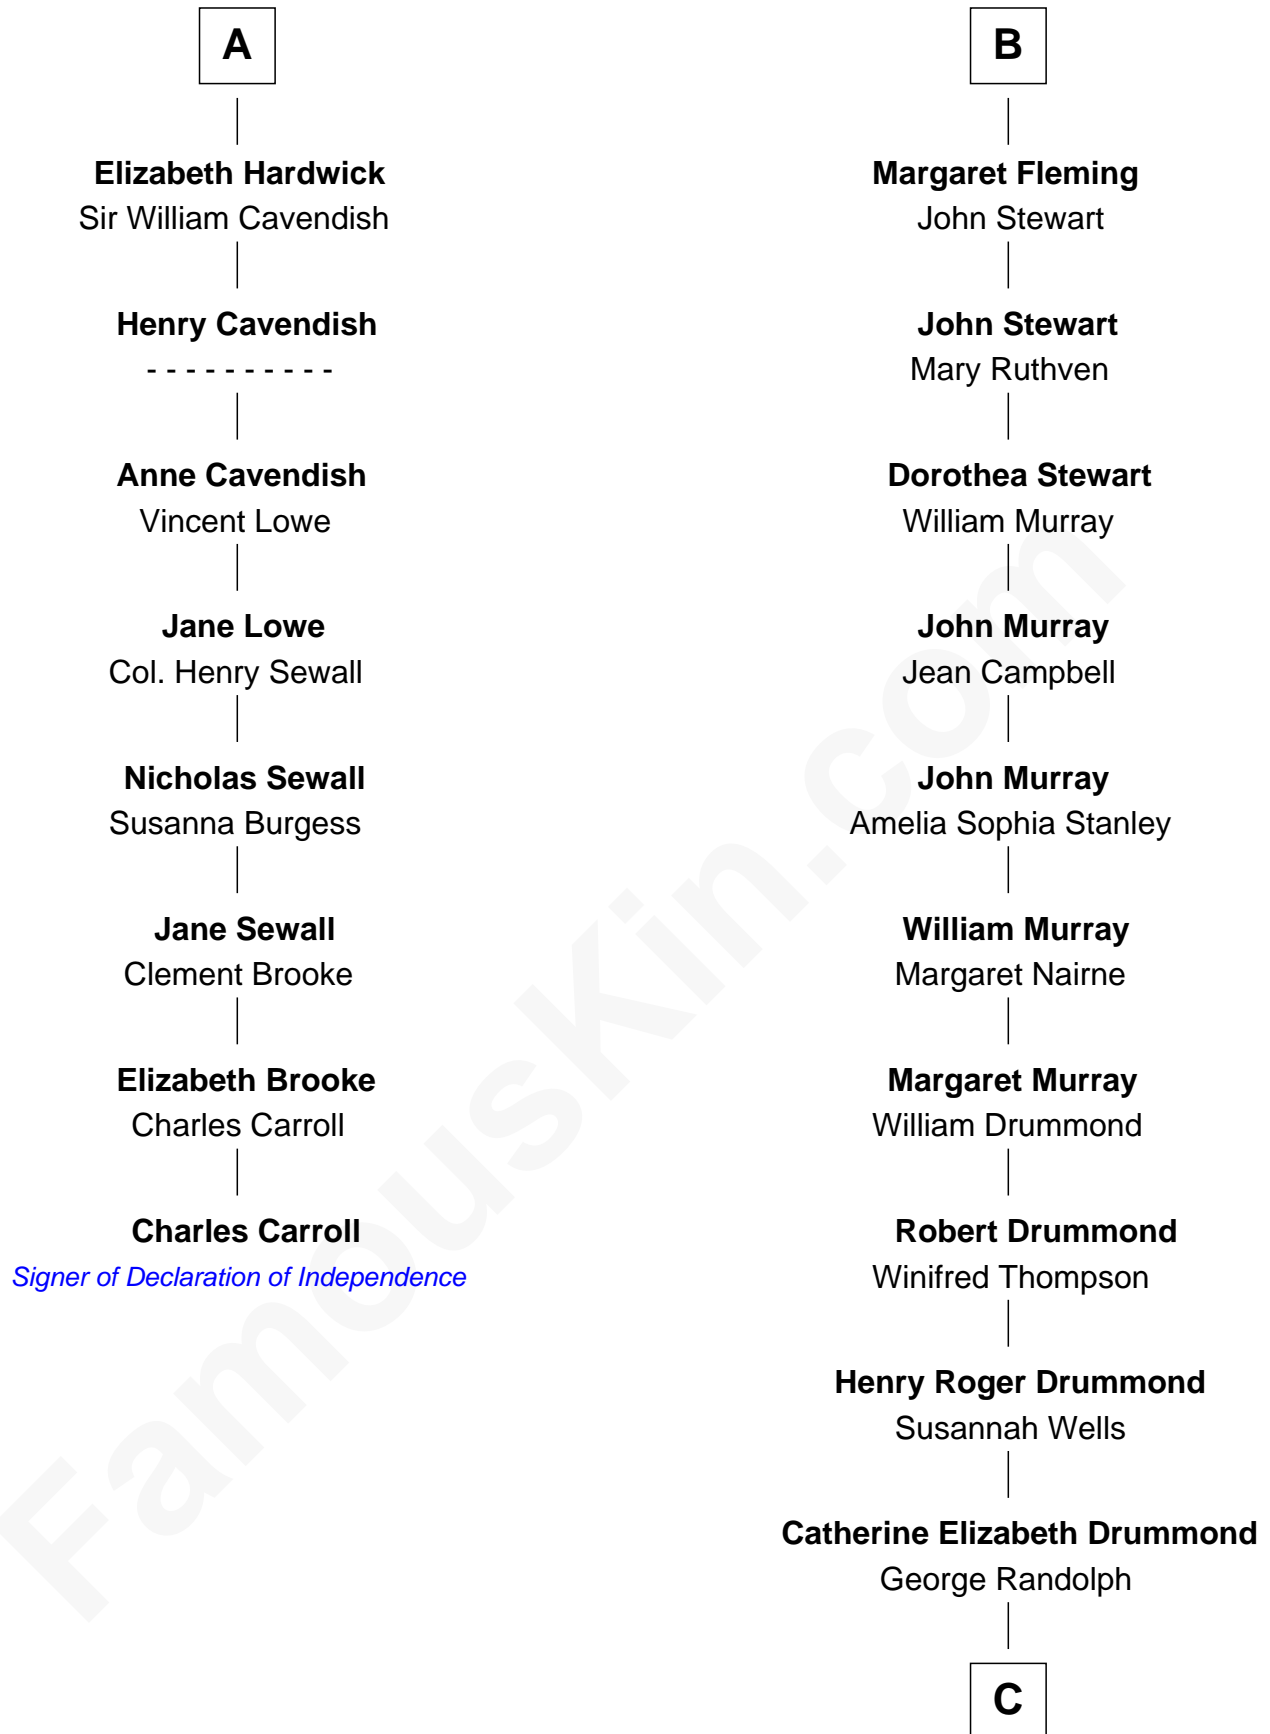 A
Elizabeth Hardwick
Sir William Cavendish
Henry Cavendish
- - - - - - - - - -
Anne Cavendish
Vincent Lowe
Jane Lowe
Col. Henry Sewall
Nicholas Sewall
Susanna Burgess
Jane Sewall
Clement Brooke
Elizabeth Brooke
Charles Carroll
Charles Carroll
Signer of Declaration of Independence
B
Margaret Fleming
John Stewart
John Stewart
Mary Ruthven
Dorothea Stewart
William Murray
John Murray
Jean Campbell
John Murray
Amelia Sophia Stanley
William Murray
Margaret Nairne
Margaret Murray
William Drummond
Robert Drummond
Winifred Thompson
Henry Roger Drummond
Susannah Wells
Catherine Elizabeth Drummond
George Randolph
C
FamousKin.com